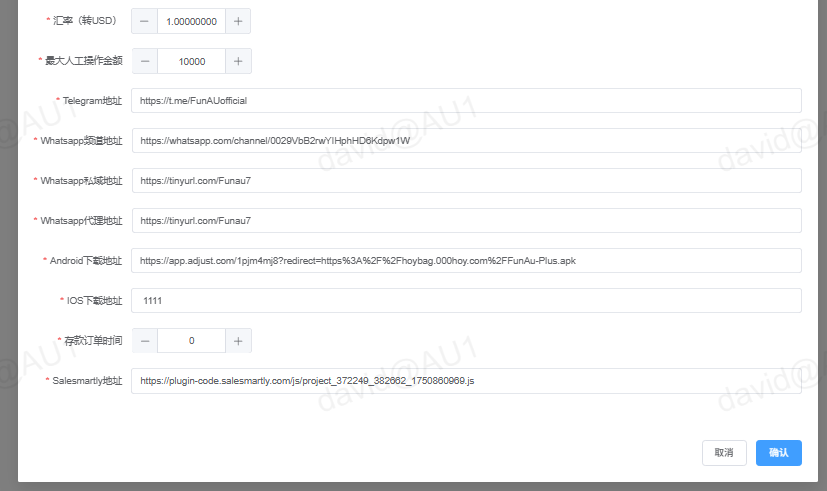 * 汇率（转USD） − 1.00000000 +
* 最大人工操作金额 − 10000 +
* Telegram地址 https://t.me/FunAUofficial
* Whatsapp频道地址 https://whatsapp.com/channel/0029VbB2rwYIHphHD6Kdpw1W
* Whatsapp私域地址 https://tinyurl.com/Funau7
* Whatsapp代理地址 https://tinyurl.com/Funau7
* Android下载地址 https://app.adjust.com/1pjm4mj8?redirect=https%3A%2F%2Fhoybag.000hoy.com%2FFunAu-Plus.apk
* IOS下载地址 1111
* 存款订单时间 − 0 +
* Salesmartly地址 https://plugin-code.salesmartly.com/js/project_372249_382662_1750860969.js
取消 确认
david@AU1
david@AU1